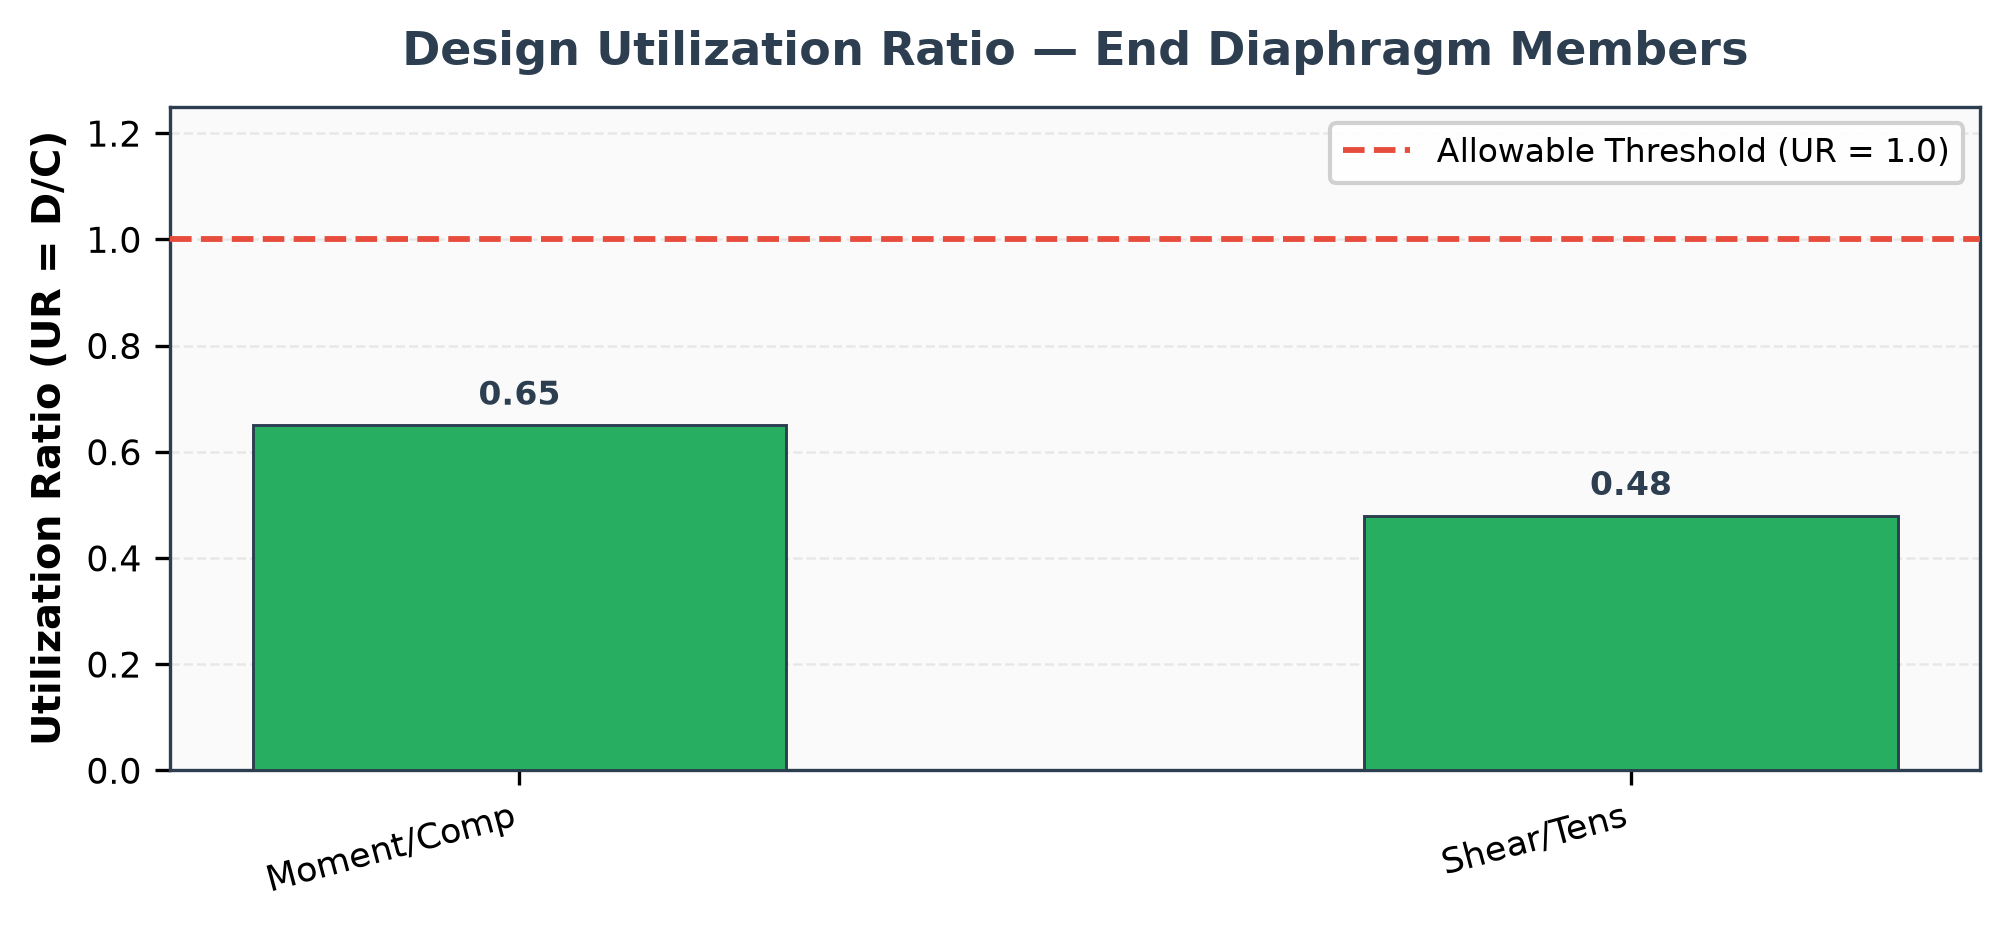 Design Utilization Ratio — End Diaphragm Members
Utilization Ratio (UR = D/C)
1.2
1.0
0.8
0.6
0.4
0.2
0.0
Allowable Threshold (UR = 1.0)
0.65
0.48
Moment/Comp
Shear/Tens